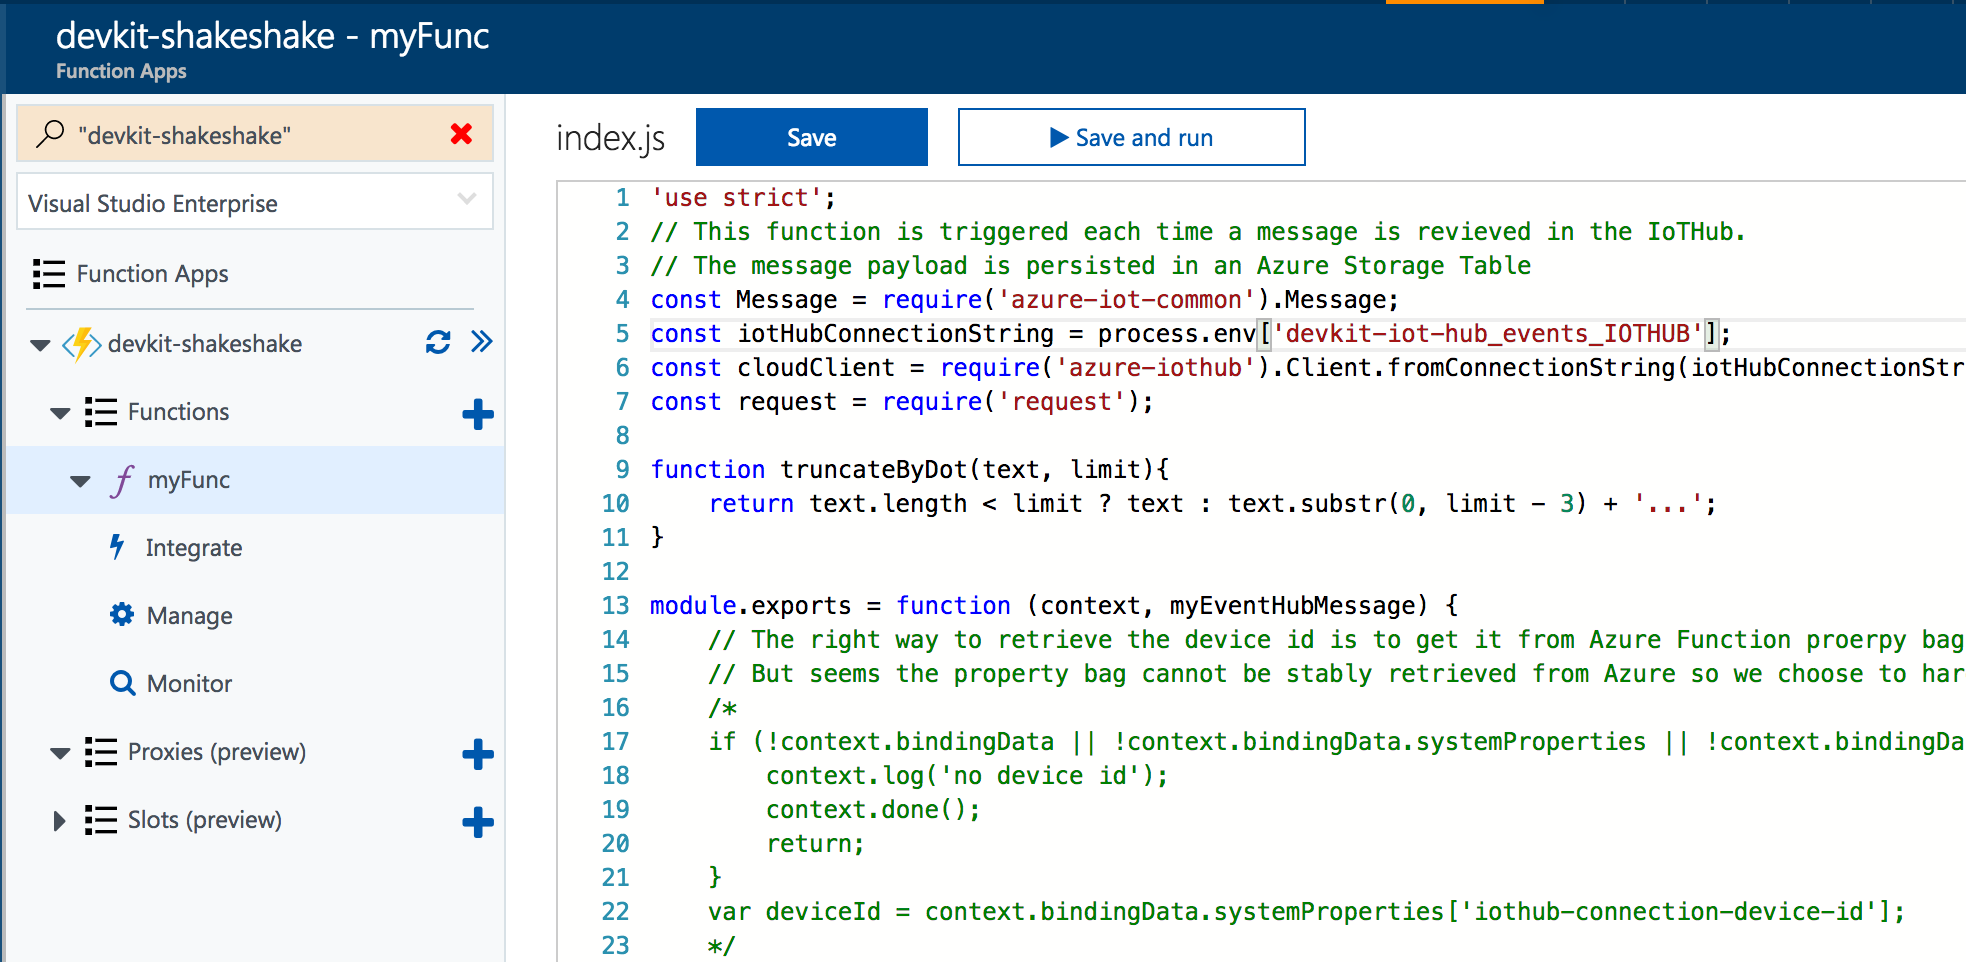 devkit-shakeshake - myFunc
Function Apps
"devkit-shakeshake"
Visual Studio Enterprise
Function Apps
devkit-shakeshake
Functions
myFunc
Integrate
Manage
Monitor
Proxies (preview)
Slots (preview)
index.js
Save
Save and run
1 'use strict';
2 // This function is triggered each time a message is revieved in the IoTHub.
3 // The message payload is persisted in an Azure Storage Table
4 const Message = require('azure-iot-common').Message;
5 const iotHubConnectionString = process.env['devkit-iot-hub_events_IOTHUB'];
6 const cloudClient = require('azure-iothub').Client.fromConnectionString(iotHubConnectionStr
7 const request = require('request');
8
9 function truncateByDot(text, limit){
10 return text.length < limit ? text : text.substr(0, limit - 3) + '...';
11 }
12
13 module.exports = function (context, myEventHubMessage) {
14 // The right way to retrieve the device id is to get it from Azure Function proerpy bag
15 // But seems the property bag cannot be stably retrieved from Azure so we choose to har
16 /*
17 if (!context.bindingData || !context.bindingData.systemProperties || !context.bindingDa
18 context.log('no device id');
19 context.done();
20 return;
21 }
22 var deviceId = context.bindingData.systemProperties['iothub-connection-device-id'];
23 */